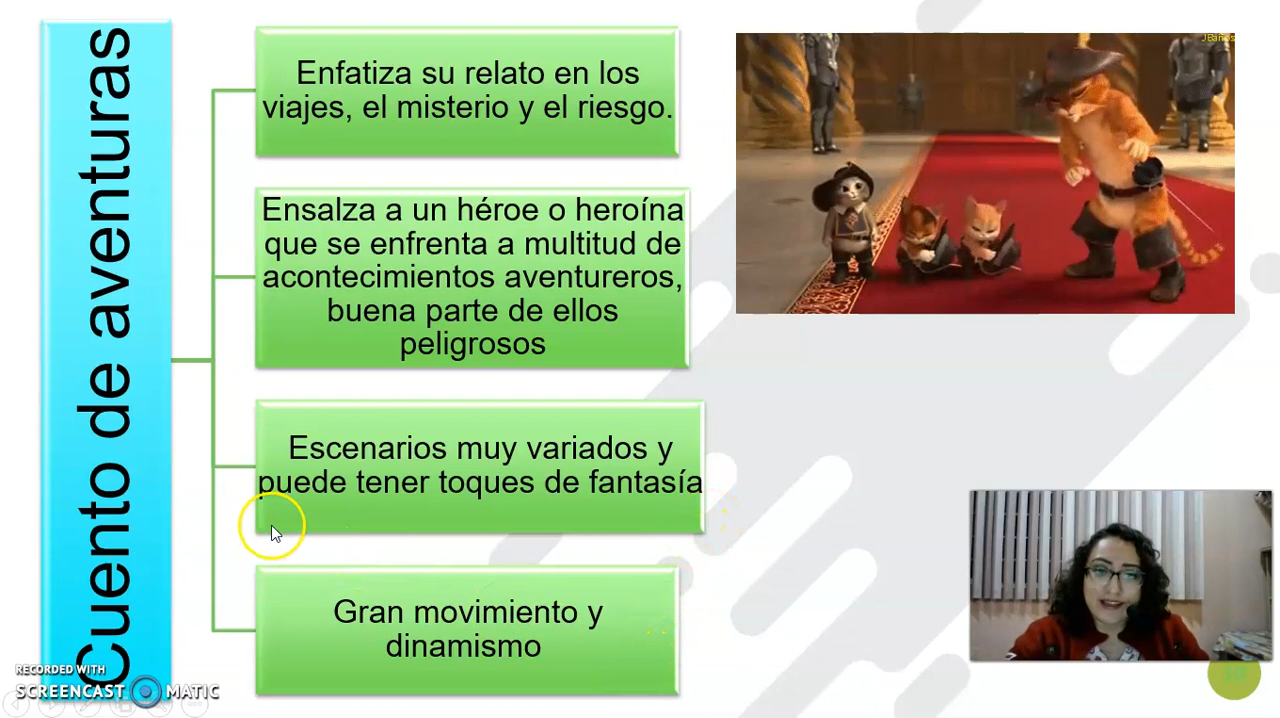 Cuento de aventuras
Enfatiza su relato en los
viajes, el misterio y el riesgo.
Ensalza a un héroe o heroína
que se enfrenta a multitud de
acontecimientos aventureros,
buena parte de ellos
peligrosos
Escenarios muy variados y
puede tener toques de fantasía
Gran movimiento y
dinamismo
JBaños
RECORDED WITH
SCREENCAST MATIC